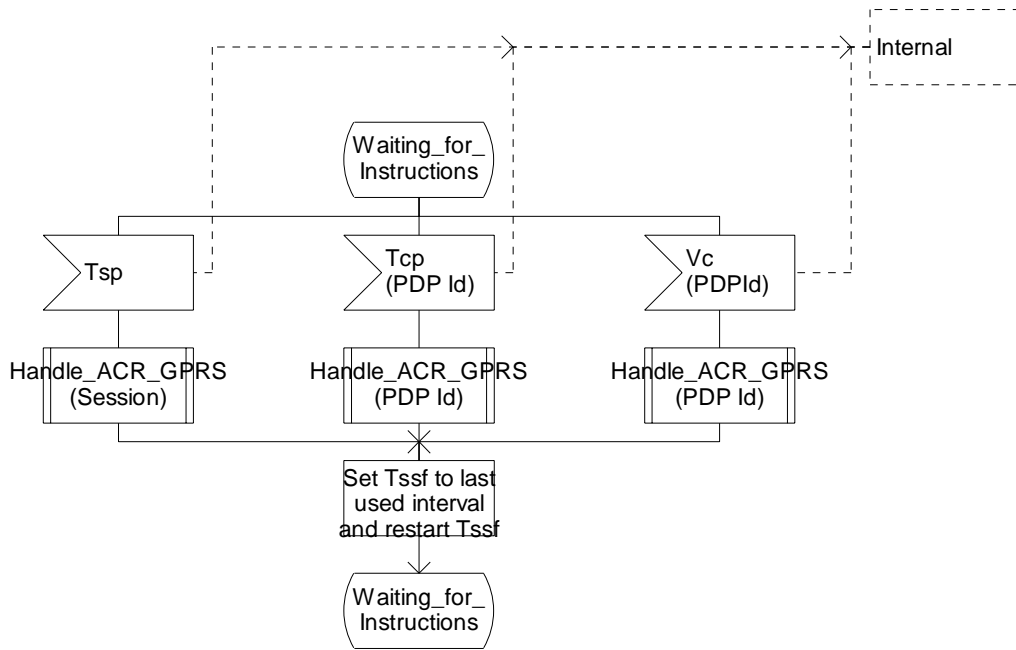 Internal
Waiting_for_
Instructions
Tsp
Tcp
(PDP Id)
Vc
(PDPId)
Handle_ACR_GPRS
(Session)
Handle_ACR_GPRS
(PDP Id)
Handle_ACR_GPRS
(PDP Id)
Set Tssf to last
used interval
and restart Tssf
Waiting_for_
Instructions